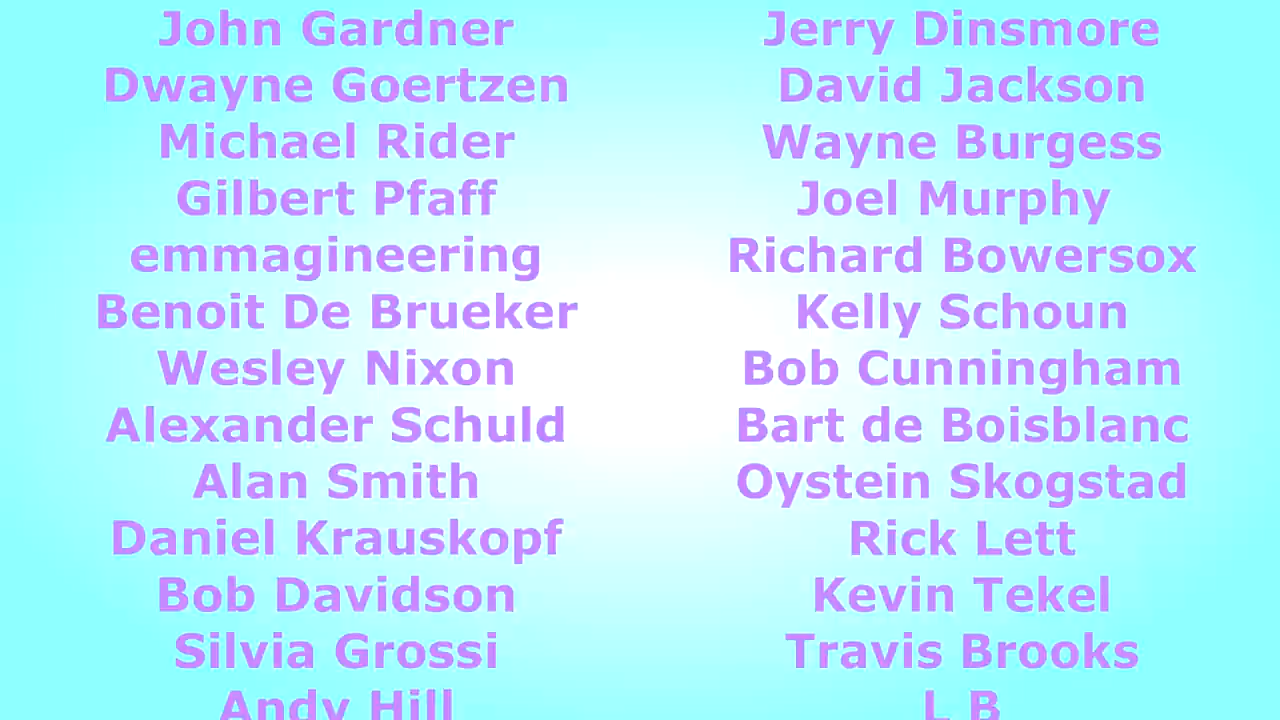 John Gardner
Dwayne Goertzen
Michael Rider
Gilbert Pfaff
emmagineering
Benoit De Brueker
Wesley Nixon
Alexander Schuld
Alan Smith
Daniel Krauskopf
Bob Davidson
Silvia Grossi
Andy Hill
Jerry Dinsmore
David Jackson
Wayne Burgess
Joel Murphy
Richard Bowersox
Kelly Schoun
Bob Cunningham
Bart de Boisblanc
Oystein Skogstad
Rick Lett
Kevin Tekel
Travis Brooks
L B